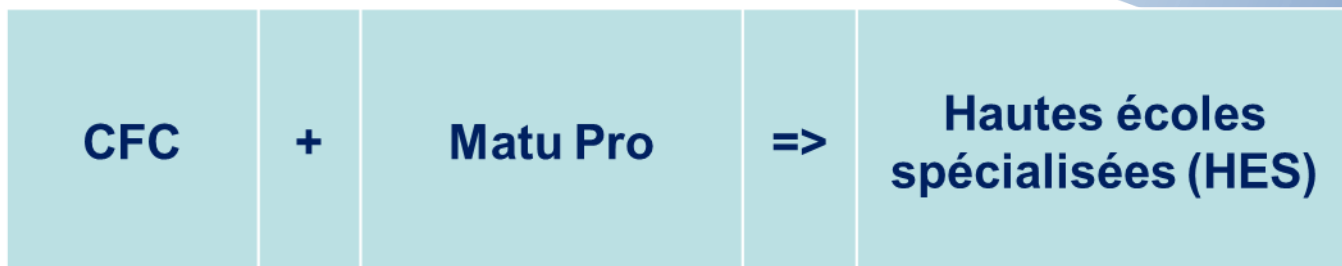 CFC + Matu Pro => Hautes écoles
spécialisées (HES)